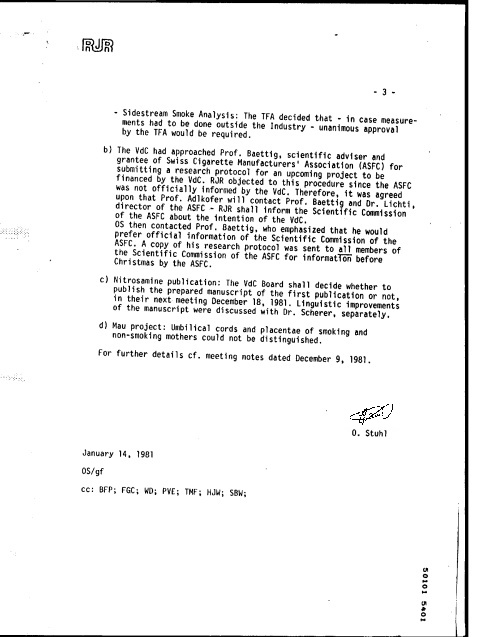 RJR
- 3 -
- Sidestream Smoke Analysis: The TFA decided that - in case measure-
ments had to be done outside the Industry - unanimous approval
by the TFA would be required.
b) The VdC had approached Prof. Baettig, scientific adviser and
grantee of Swiss Cigarette Manufacturers' Association (ASFC) for
submitting a research protocol for an upcoming project to be
financed by the VdC. RJR objected to this procedure since the ASFC
was not officially informed by the VdC. Therefore, it was agreed
upon that Prof. Adlkofer will contact Prof. Baettig and Dr. Lichti,
director of the ASFC - RJR shall inform the Scientific Commission
of the ASFC about the intention of the VdC.
OS then contacted Prof. Baettig, who emphasized that he would
prefer official information of the Scientific Commission of the
ASFC. A copy of his research protocol was sent to all members of
the Scientific Commission of the ASFC for information before
Christmas by the ASFC.
c) Nitrosamine publication: The VdC Board shall decide whether to
publish the prepared manuscript of the first publication or not,
in their next meeting December 18, 1981. Linguistic improvements
of the manuscript were discussed with Dr. Scherer, separately.
d) Mau project: Umbilical cords and placentae of smoking and
non-smoking mothers could not be distinguished.
For further details cf. meeting notes dated December 9, 1981.
O. Stuhl
January 14, 1981
OS/gf
cc: BFP; FGC; WD; PVE; TMF; HJW; SBW;
50101 5401